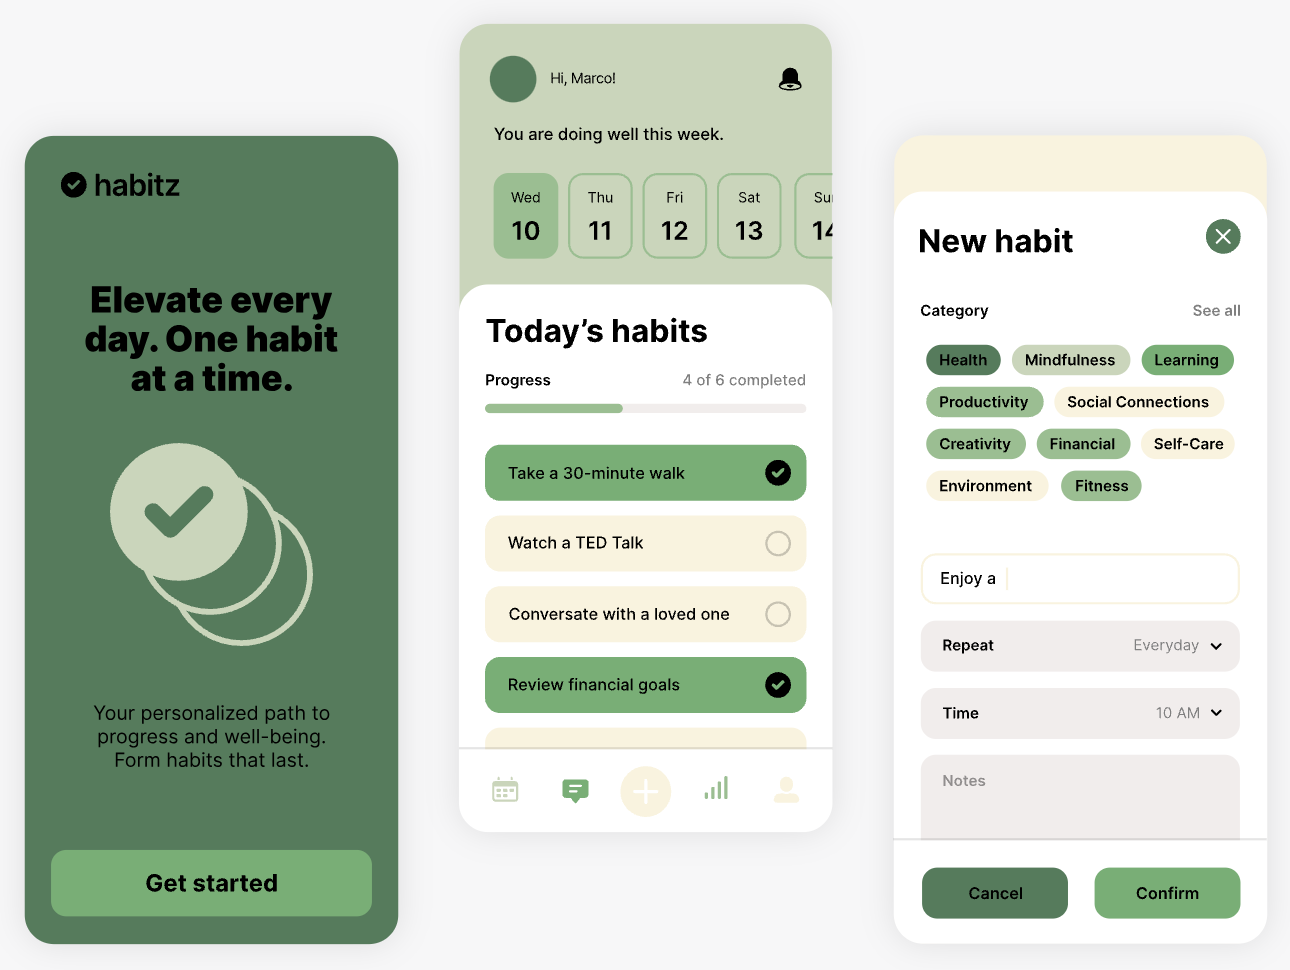 habitz
Elevate every
day. One habit
at a time.
Your personalized path to
progress and well-being.
Form habits that last.
Get started
Hi, Marco!
You are doing well this week.
Wed Thu Fri Sat Su
10 11 12 13 14
Today’s habits
Progress 4 of 6 completed
Take a 30-minute walk
Watch a TED Talk
Conversate with a loved one
Review financial goals
New habit
Category See all
Health Mindfulness Learning
Productivity Social Connections
Creativity Financial Self-Care
Environment Fitness
Enjoy a
Repeat Everyday
Time 10 AM
Notes
Cancel Confirm